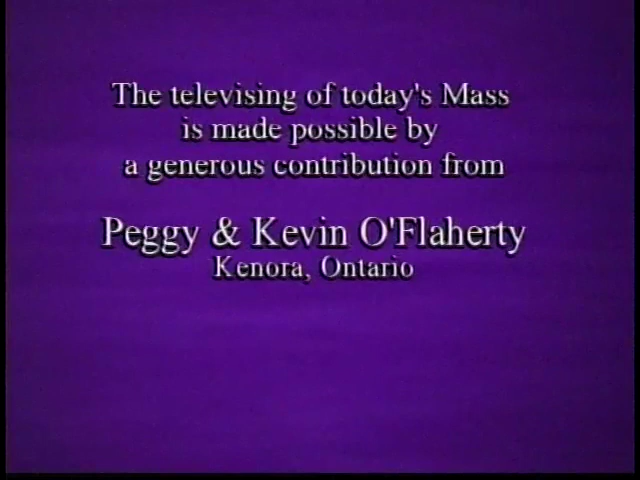 The televising of today's Mass
is made possible by
a generous contribution from
Peggy & Kevin O'Flaherty
Kenora, Ontario